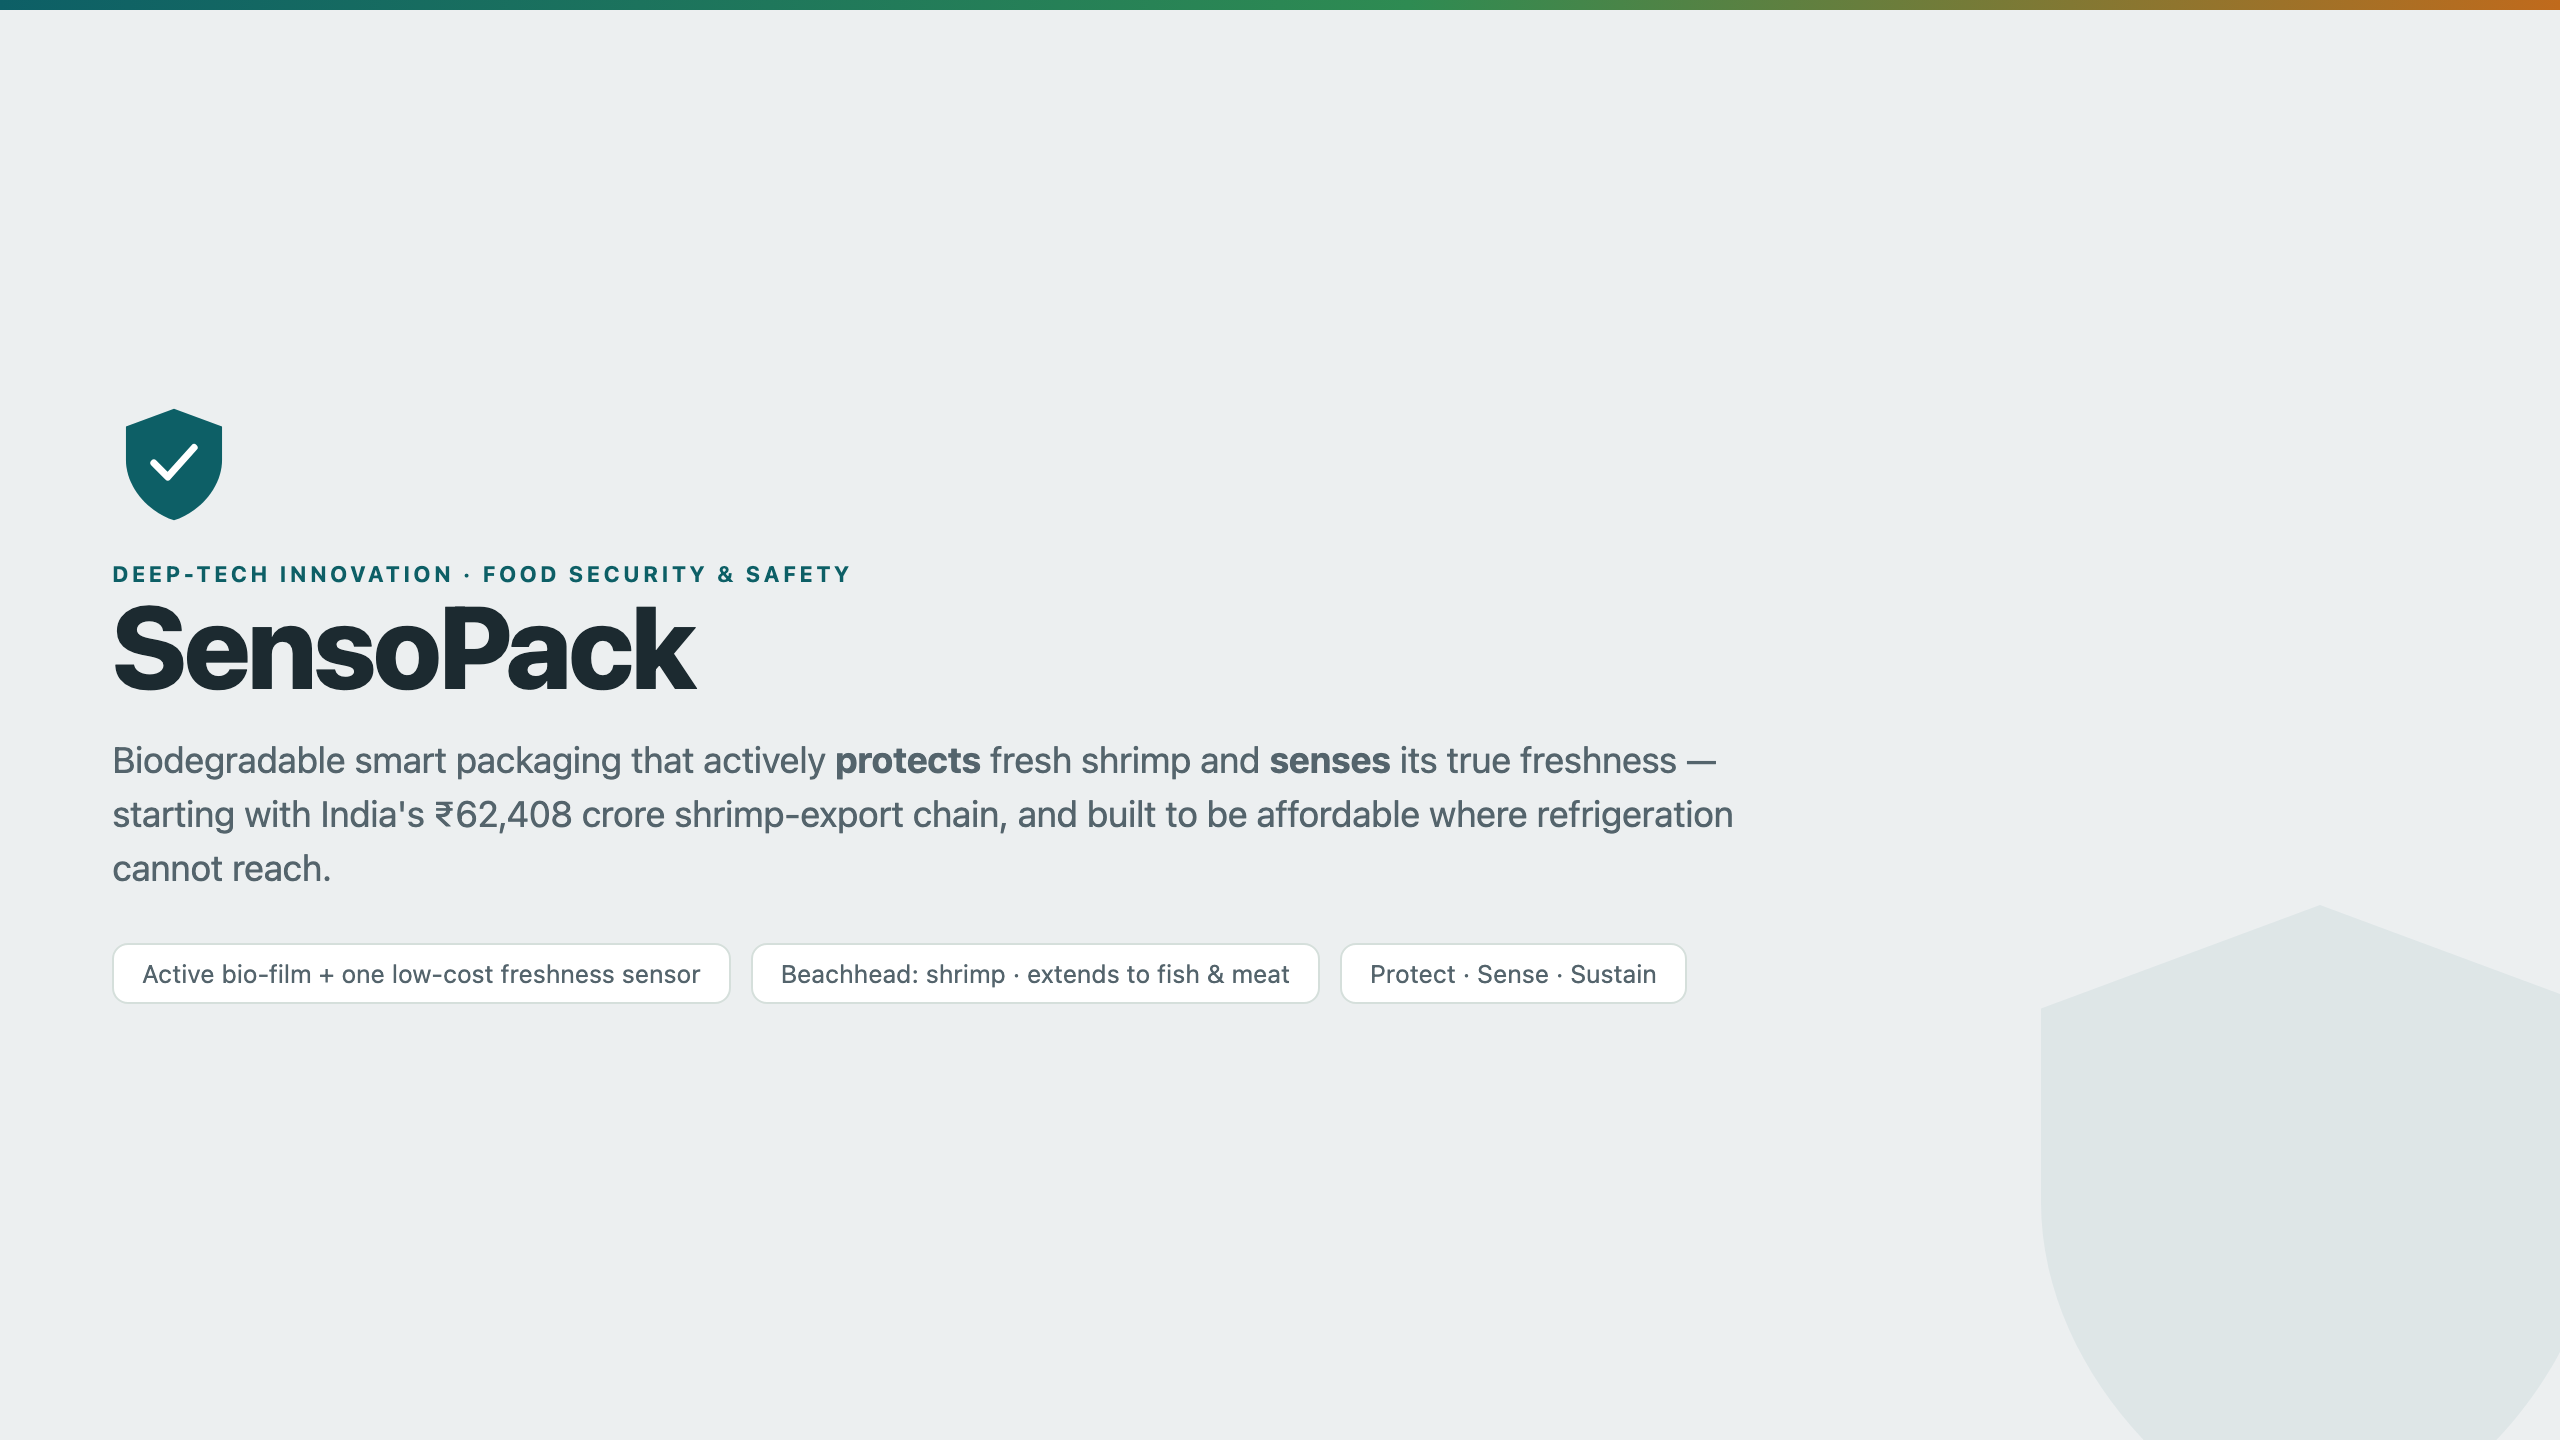 DEEP-TECH INNOVATION · FOOD SECURITY & SAFETY
SensoPack
Biodegradable smart packaging that actively protects fresh shrimp and senses its true freshness —
starting with India's ₹62,408 crore shrimp-export chain, and built to be affordable where refrigeration
cannot reach.
Active bio-film + one low-cost freshness sensor
Beachhead: shrimp · extends to fish & meat
Protect · Sense · Sustain